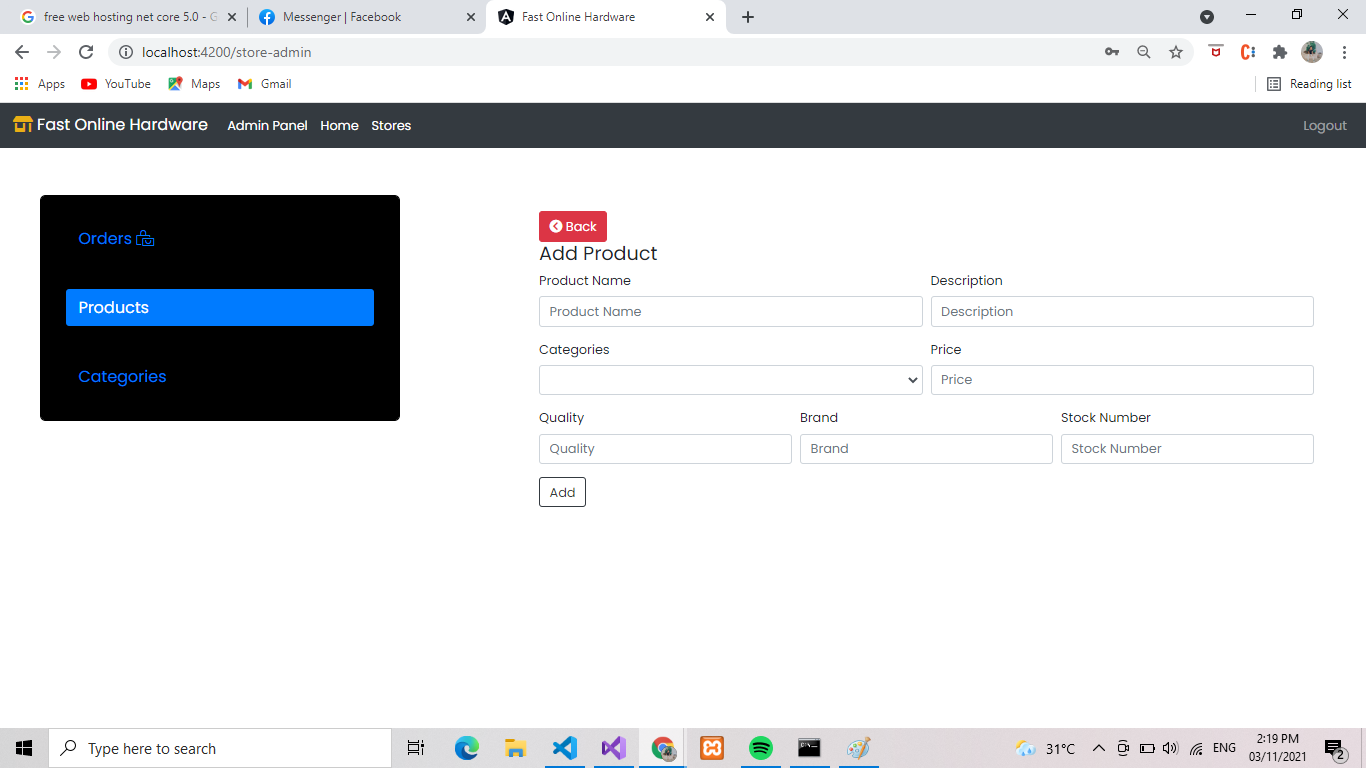 free web hosting net core 5.0 - G
Messenger | Facebook
Fast Online Hardware
localhost:4200/store-admin
Apps YouTube Maps Gmail Reading list
Fast Online Hardware Admin Panel Home Stores Logout
Orders
Products
Categories
Back
Add Product
Product Name Description
Product Name Description
Categories Price
Price
Quality Brand Stock Number
Quality Brand Stock Number
Add
Type here to search
31°C
ENG
2:19 PM
03/11/2021
2